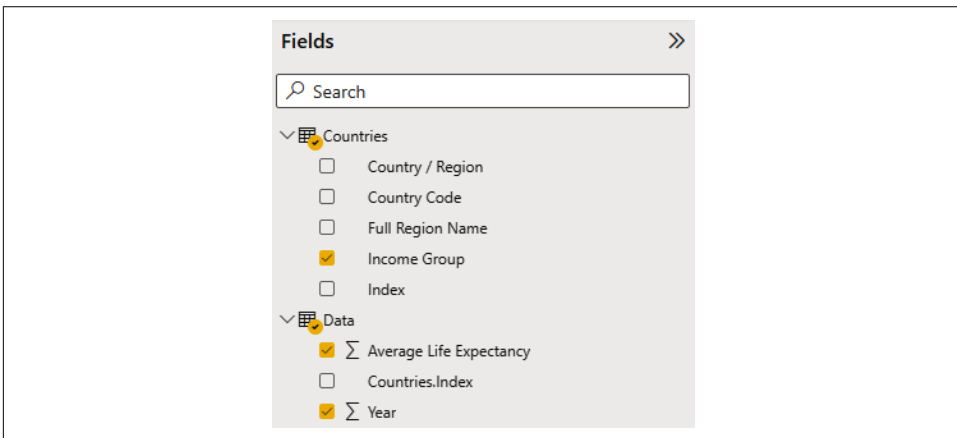 Fields
Search
Countries
Country / Region
Country Code
Full Region Name
Income Group
Index
Data
∑ Average Life Expectancy
Countries.Index
∑ Year